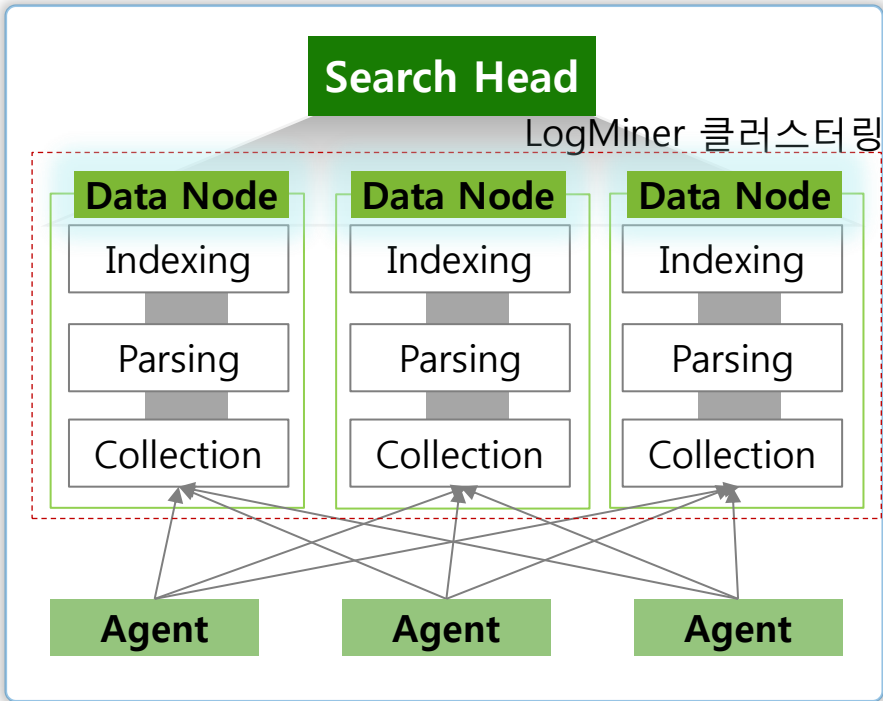 Search Head
LogMiner 클러스터링
Data Node
Data Node
Data Node
Indexing
Indexing
Indexing
Parsing
Parsing
Parsing
Collection
Collection
Collection
Agent
Agent
Agent